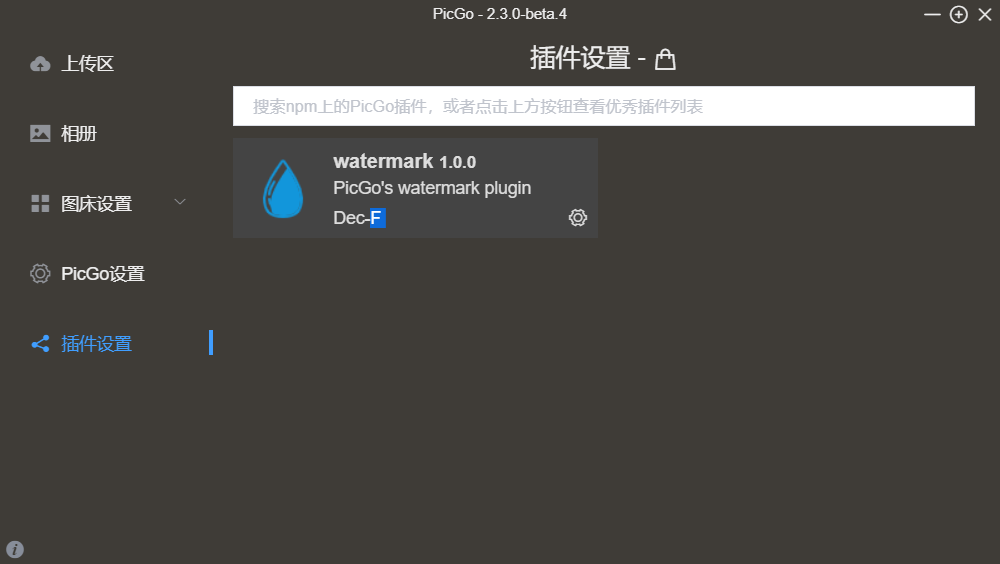 PicGo - 2.3.0-beta.4
上传区
相册
图床设置
PicGo设置
插件设置
插件设置 -
搜索npm上的PicGo插件，或者点击上方按钮查看优秀插件列表
watermark 1.0.0
PicGo's watermark plugin
Dec-F